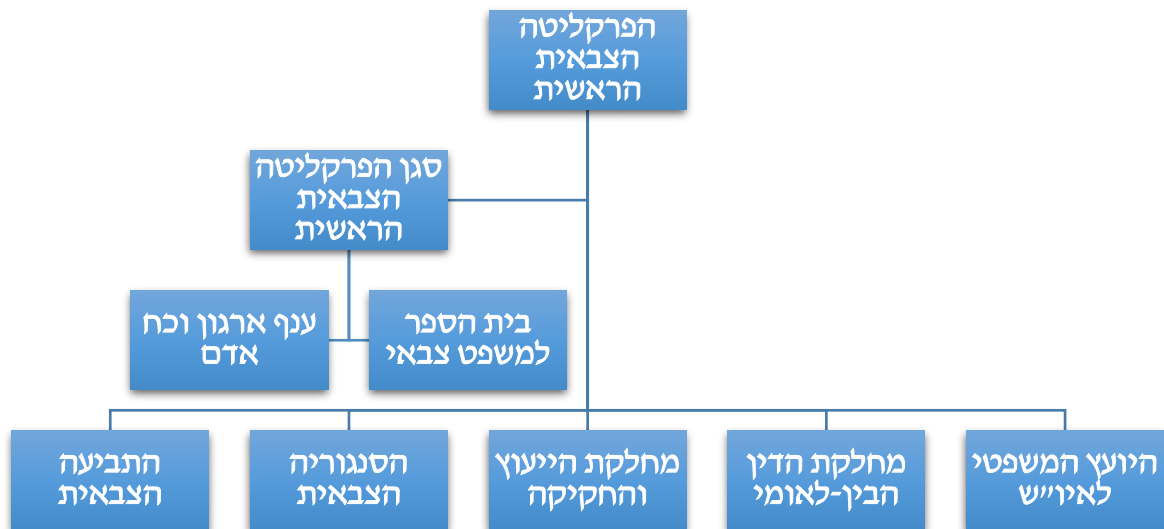 הפרקליטה
הצבאית
הראשית
סגן הפרקליטה
הצבאית
הראשית
בית הספר
למשפט צבאי
ענף ארגון וכח
אדם
היועץ המשפטי
לאיו״ש
מחלקת הדין
הבין-לאומי
מחלקת הייעוץ
והחקיקה
הסנגוריה
הצבאית
התביעה
הצבאית